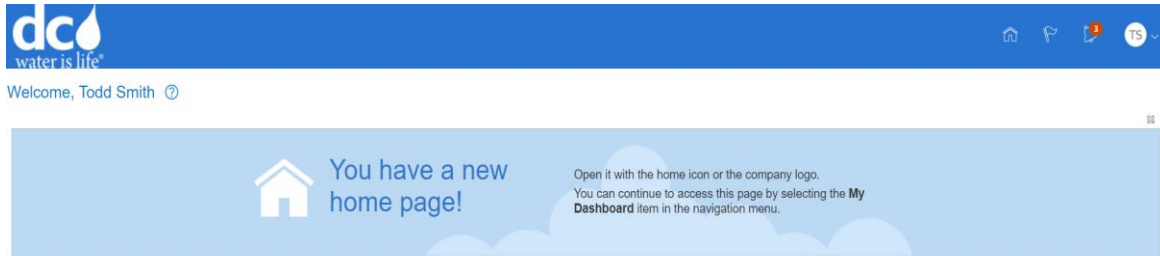 dc
water is life®
3
TS
Welcome, Todd Smith ?
You have a new
home page!
Open it with the home icon or the company logo.
You can continue to access this page by selecting the My
Dashboard item in the navigation menu.